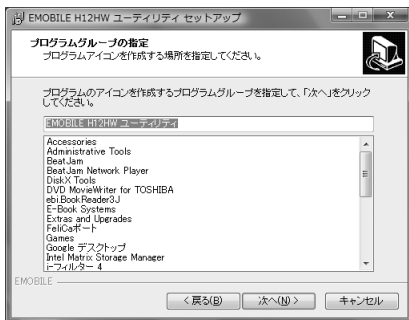 EMOBILE H12HW ユーティリティ セットアップ
プログラムグループの指定
プログラムアイコンを作成する場所を指定してください。
プログラムのアイコンを作成するプログラムグループを指定して、「次へ」をクリック
してください。
EMOBILE H12HW ユーティリティ
Accessories
Administrative Tools
BeatJam
BeatJam Network Player
DiskX Tools
DVD MovieWriter for TOSHIBA
ebi.BookReader3J
E-Book Systems
Extras and Upgrades
FeliCaポート
Games
Google デスクトップ
Intel Matrix Storage Manager
i-フィルター 4
EMOBILE
< 戻る(B)
次へ(N) >
キャンセル